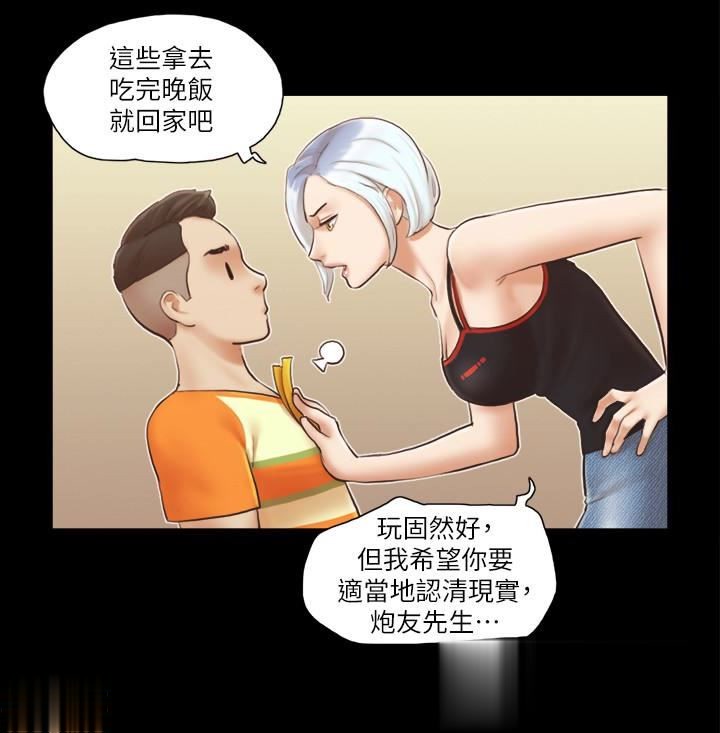 這些拿去
吃完晚飯
就回家吧
玩固然好，
但我希望你要
適當地認清現實，
炮友先生…